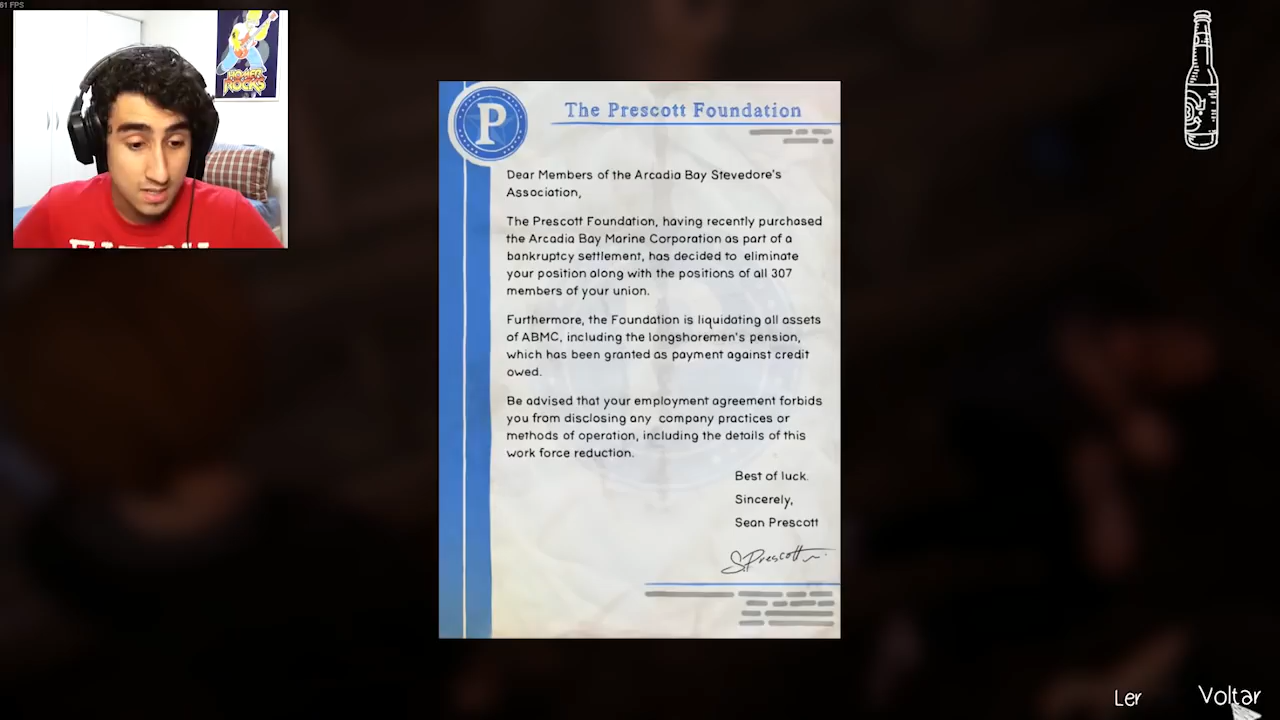 61 FPS
HOMER
ROCKS
P
The Prescott Foundation
Dear Members of the Arcadia Bay Stevedore's
Association,
The Prescott Foundation, having recently purchased
the Arcadia Bay Marine Corporation as part of a
bankruptcy settlement, has decided to eliminate
your position along with the positions of all 307
members of your union.
Furthermore, the Foundation is liquidating all assets
of ABMC, including the longshoremen's pension,
which has been granted as payment against credit
owed.
Be advised that your employment agreement forbids
you from disclosing any company practices or
methods of operation, including the details of this
work force reduction.
Best of luck.
Sincerely,
Sean Prescott
S. Prescott
Ler
Voltar